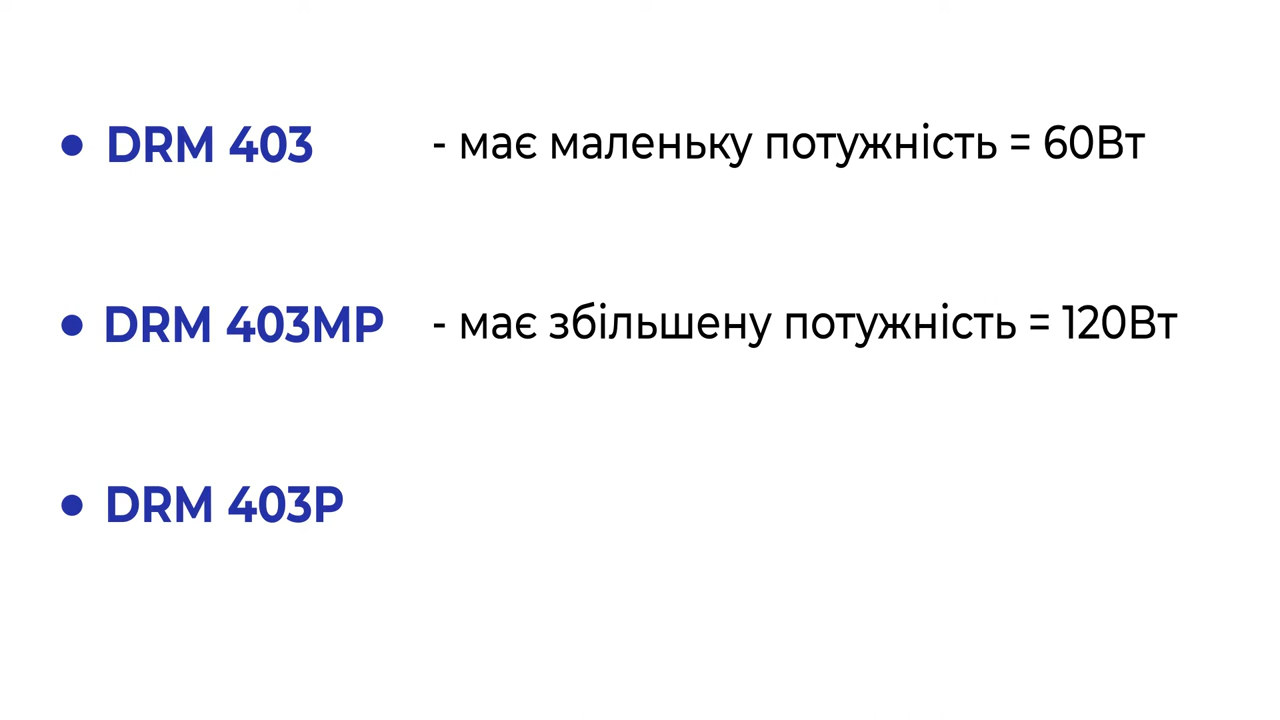 • DRM 403 - має маленьку потужність = 60Вт
• DRM 403MP - має збільшену потужність = 120Вт
• DRM 403P